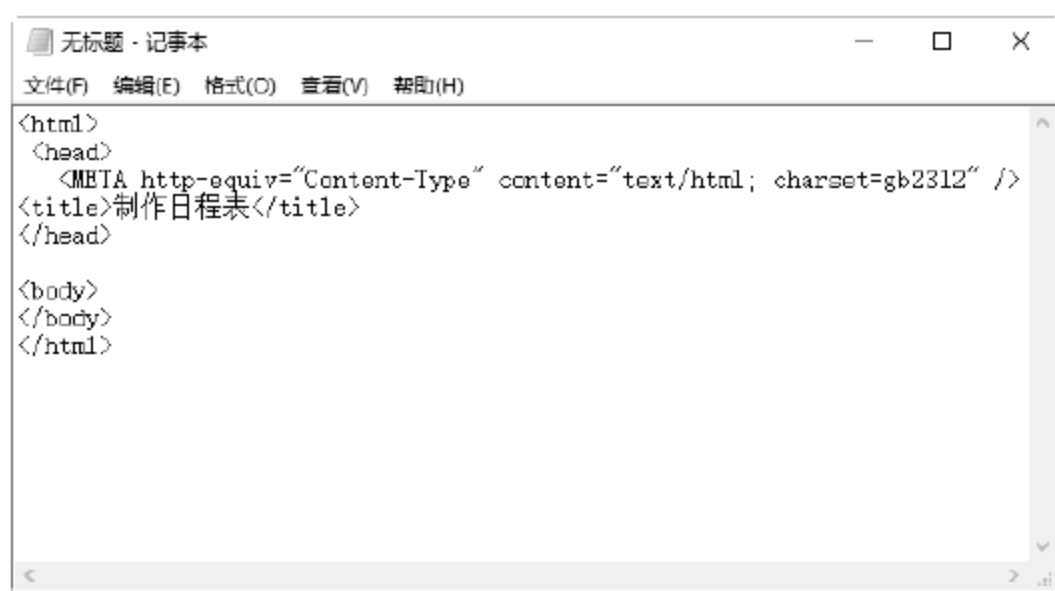 无标题 - 记事本
文件(F) 编辑(E) 格式(O) 查看(V) 帮助(H)
<html>
<head>
<META http-equiv="Content-Type" content="text/html; charset=gb2312" />
<title>制作日程表</title>
</head>
<body>
</body>
</html>